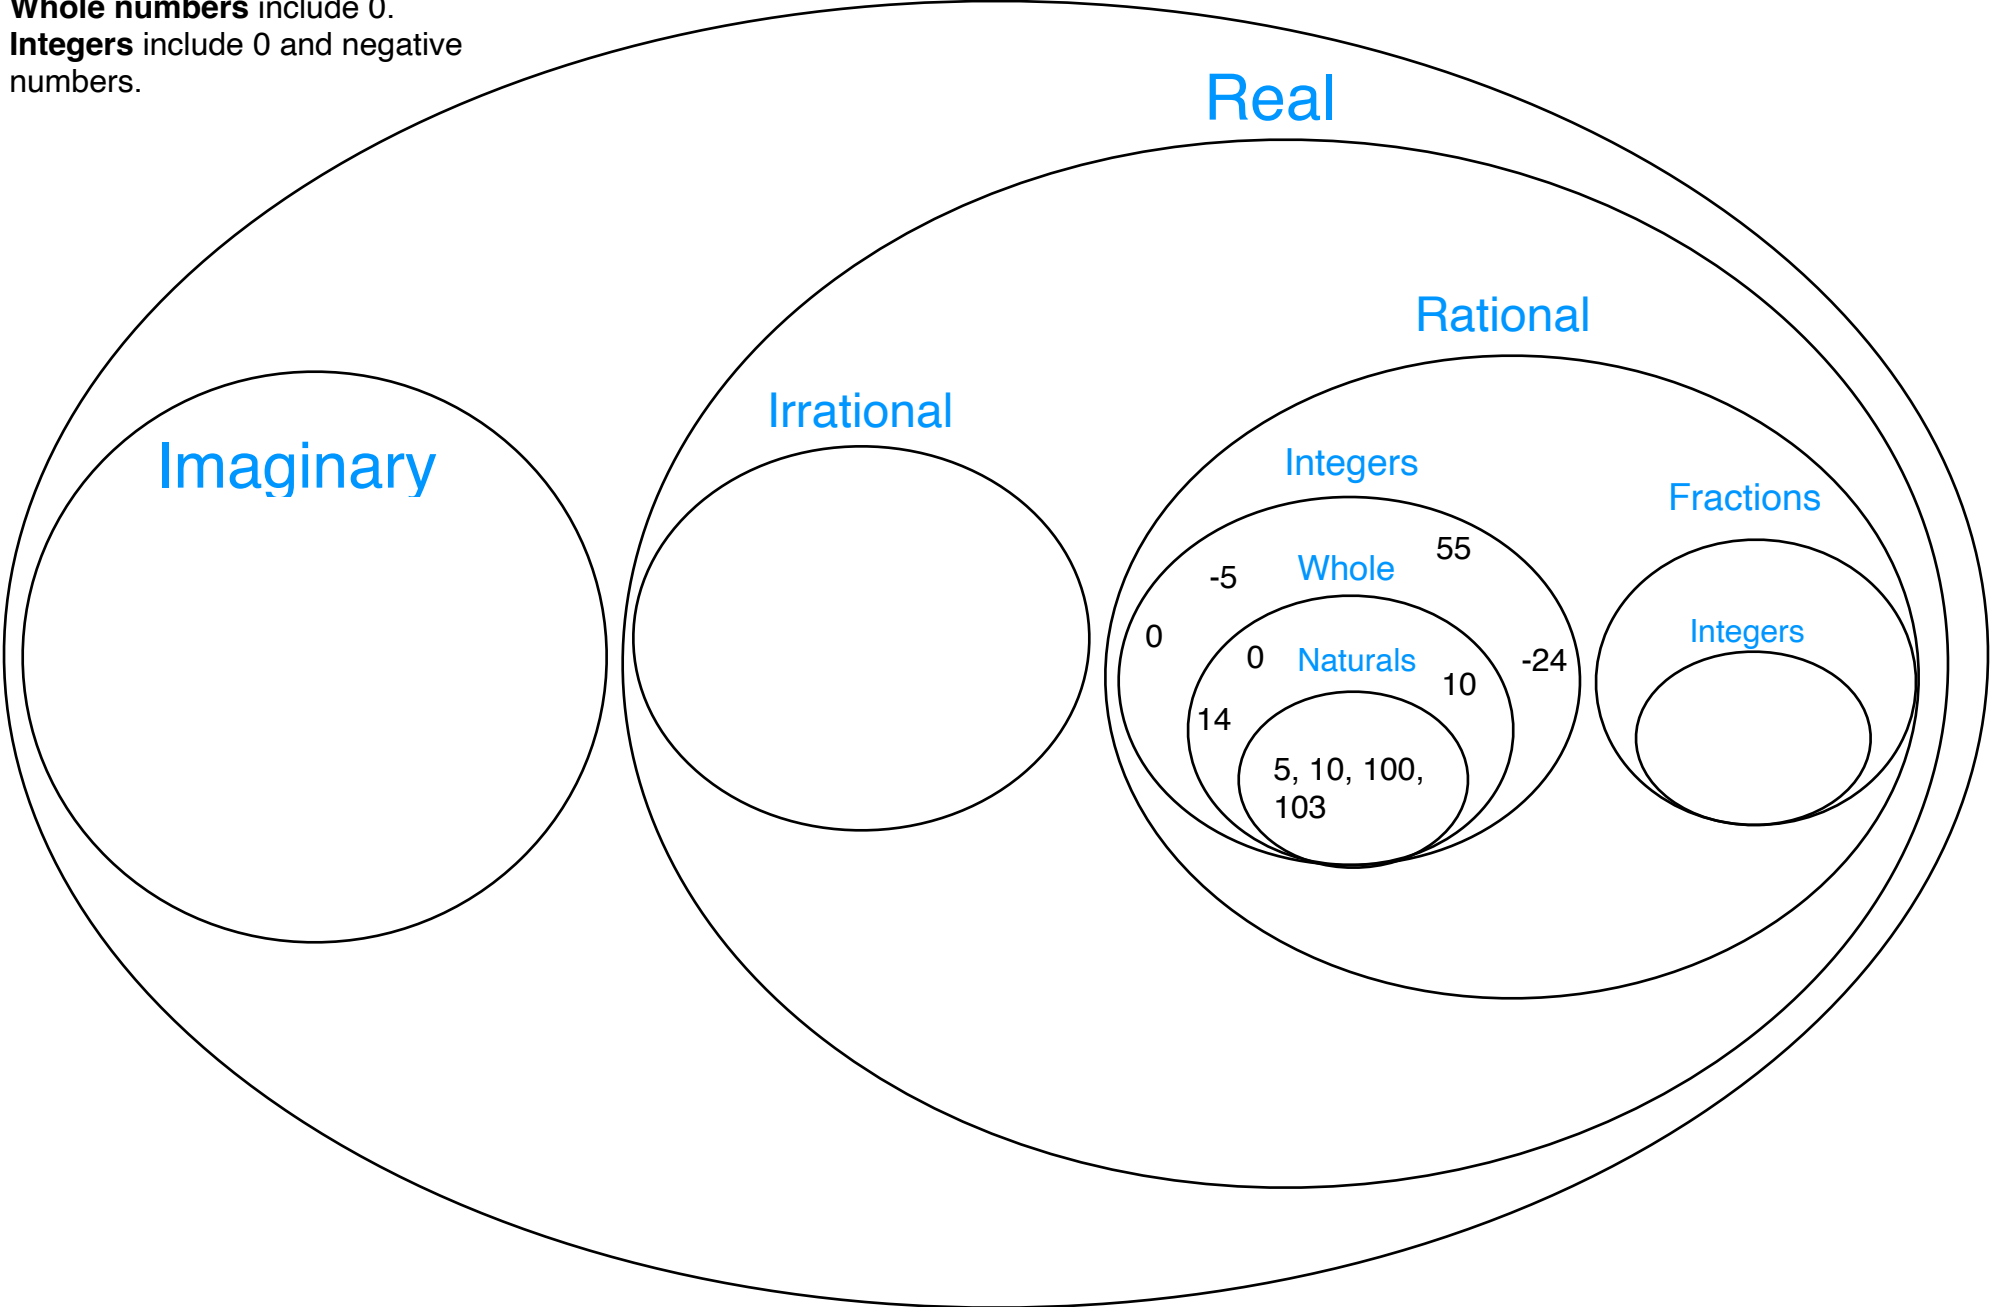 Whole numbers include 0.
Integers include 0 and negative
numbers.
Real
Rational
Irrational
Imaginary
Integers
Fractions
55
-5
Whole
0
Integers
0
Naturals
-24
10
14
5, 10, 100,
103